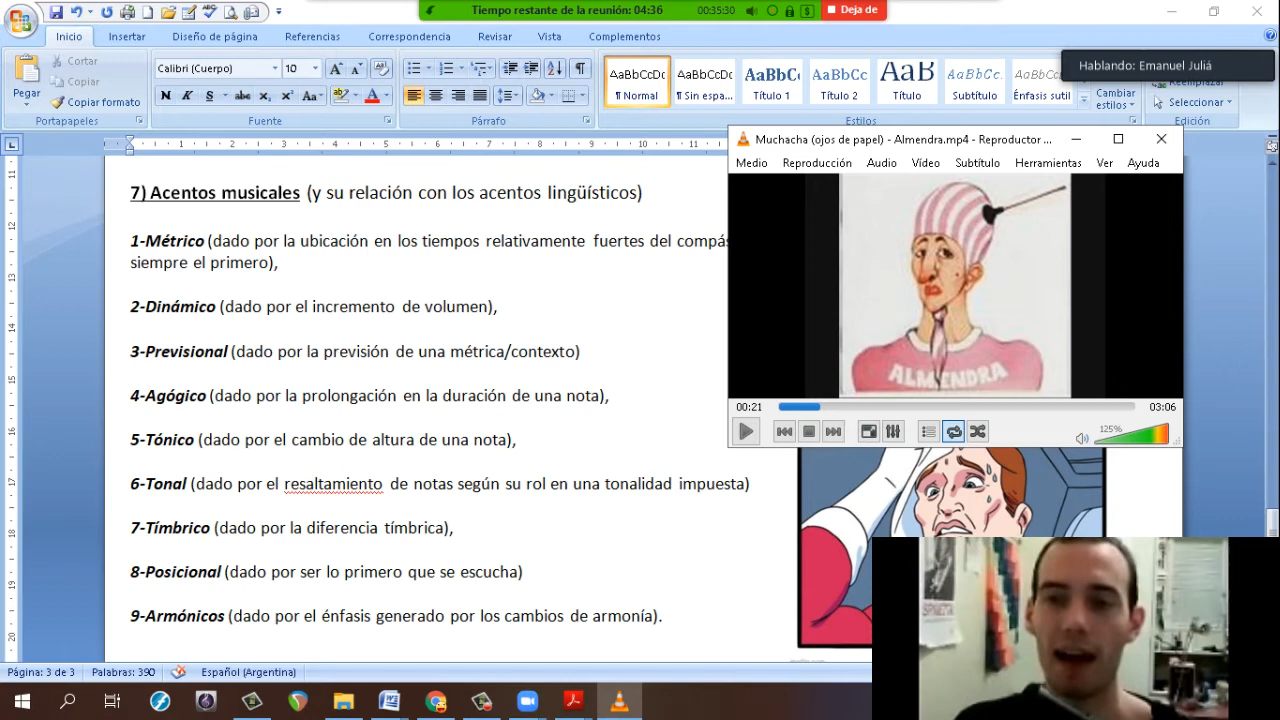 Tiempo restante de la reunión: 04:36
00:35:30
Deja de
Inicio
Insertar
Diseño de página
Referencias
Correspondencia
Revisar
Vista
Complementos
Hablando: Emanuel Juliá
Pegar
Cortar
Copiar
Copiar formato
Portapapeles
Calibri (Cuerpo)
10
Fuente
Párrafo
AaBbCcDc
¶ Normal
AaBbCcDc
¶ Sin espa...
AaBbCc
Título 1
AaBbCc
Título 2
AaB
Título
AaBbCc.
Subtítulo
AaBbCcDc
Énfasis sutil
Cambiar
estilos
Estilos
Reemplazar
Seleccionar
Edición
7) Acentos musicales (y su relación con los acentos lingüísticos)
1-Métrico (dado por la ubicación en los tiempos relativamente fuertes del compás
siempre el primero),
2-Dinámico (dado por el incremento de volumen),
3-Previsional (dado por la previsión de una métrica/contexto)
4-Agógico (dado por la prolongación en la duración de una nota),
5-Tónico (dado por el cambio de altura de una nota),
6-Tonal (dado por el resaltamiento de notas según su rol en una tonalidad impuesta)
7-Tímbrico (dado por la diferencia tímbrica),
8-Posicional (dado por ser lo primero que se escucha)
9-Armónicos (dado por el énfasis generado por los cambios de armonía).
Muchacha (ojos de papel) - Almendra.mp4 - Reproductor ...
Medio
Reproducción
Audio
Vídeo
Subtítulo
Herramientas
Ver
Ayuda
ALMENDRA
00:21
03:06
125%
SPINETTA
Página: 3 de 3
Palabras: 390
Español (Argentina)